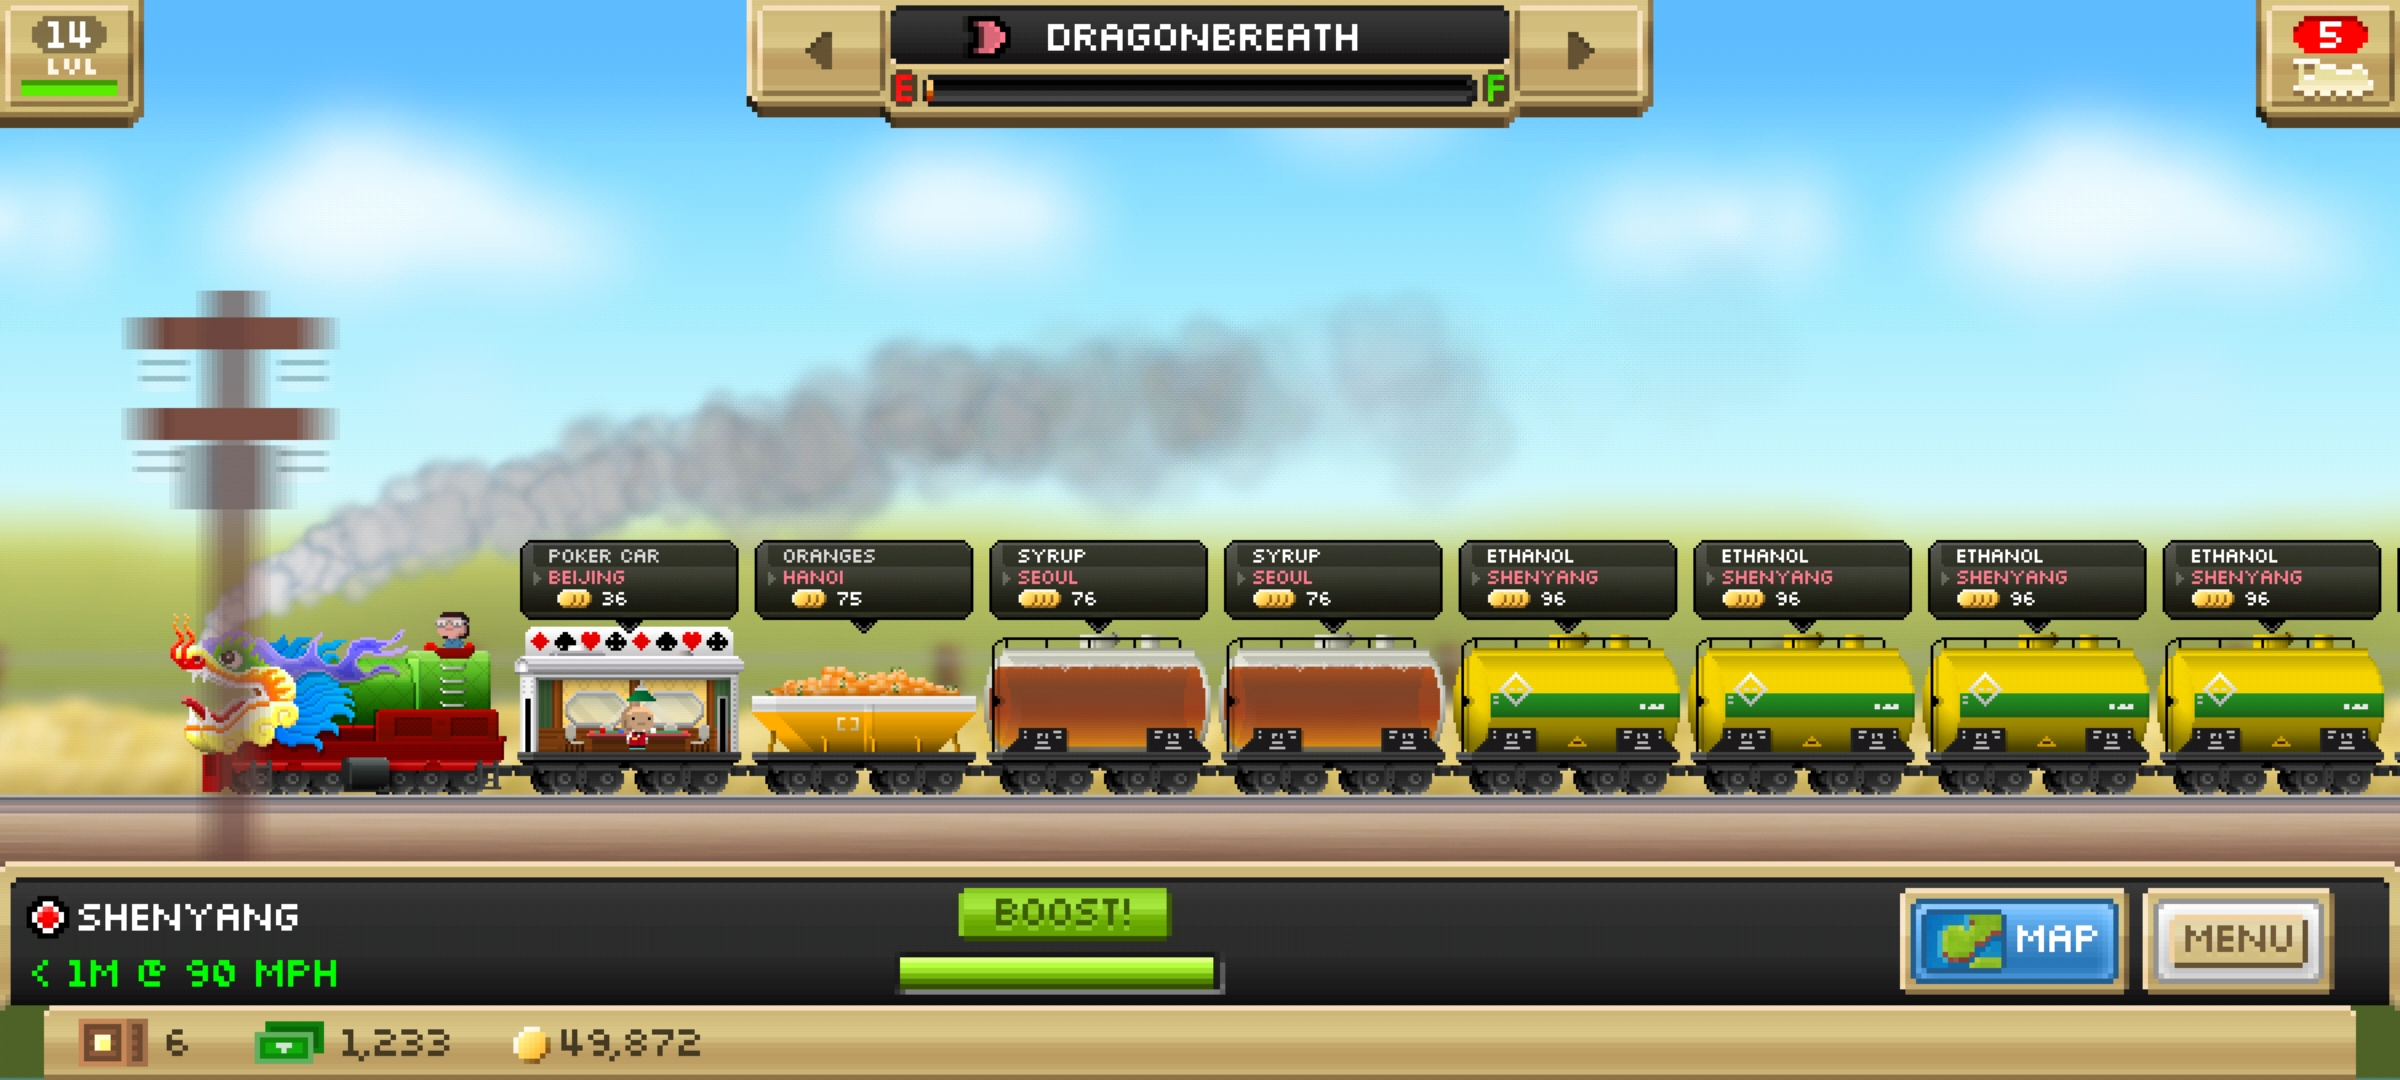 14
LVL
DRAGONBREATH
E F
5
POKER CAR
BEIJING
36
ORANGES
HANOI
75
SYRUP
SEOUL
76
SYRUP
SEOUL
76
ETHANOL
SHENYANG
96
ETHANOL
SHENYANG
96
ETHANOL
SHENYANG
96
ETHANOL
SHENYANG
96
SHENYANG
< 1M @ 90 MPH
BOOST!
MAP
MENU
6
1,233
49,872